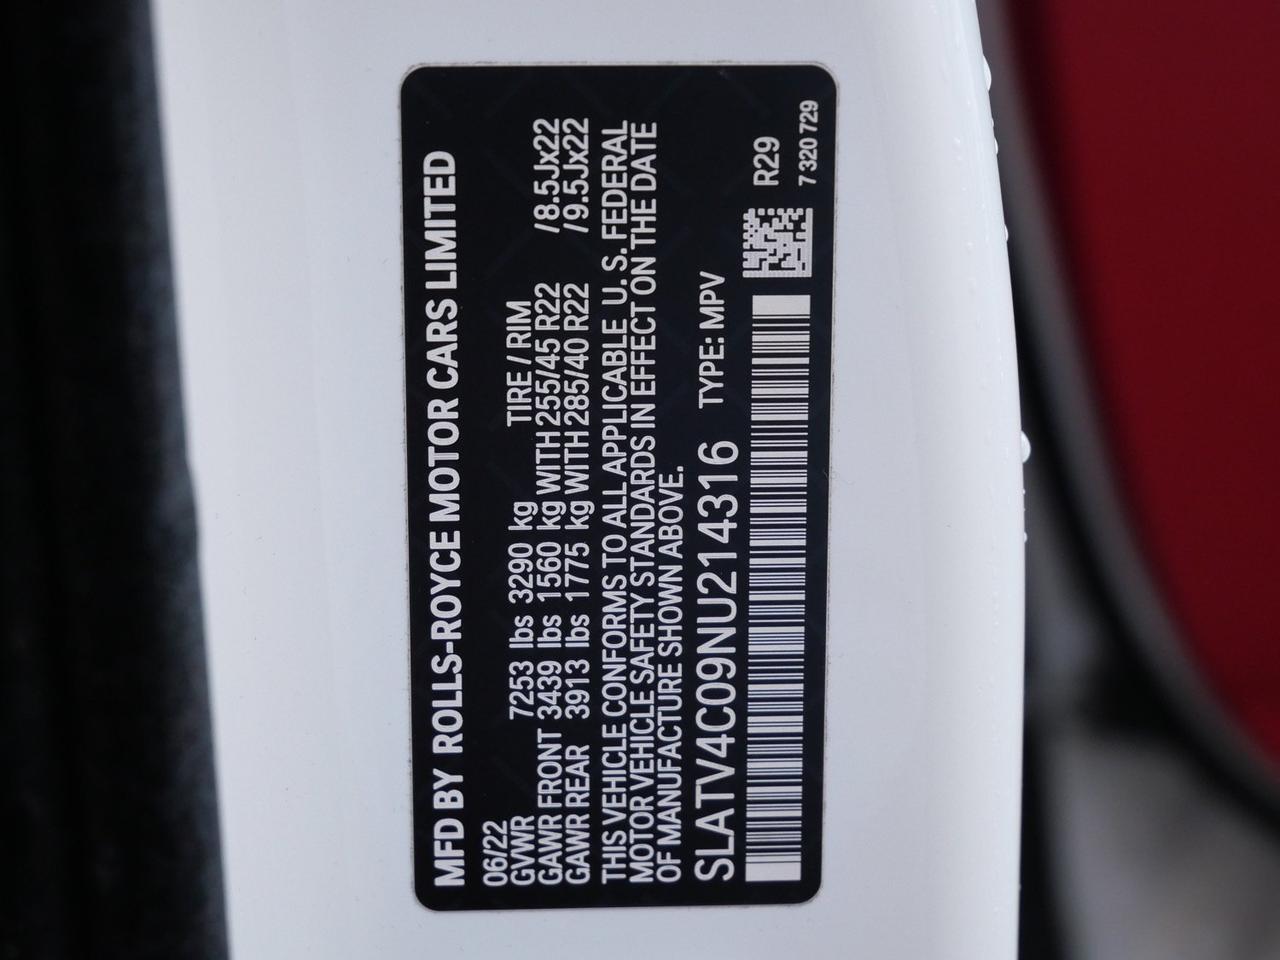 MFD BY ROLLS-ROYCE MOTOR CARS LIMITED
06/22
GVWR 7253 lbs 3290 kg TIRE / RIM
GAWR FRONT 3439 lbs 1560 kg WITH 255/45 R22 / 8.5Jx22
GAWR REAR 3913 lbs 1775 kg WITH 285/40 R22 / 9.5Jx22
THIS VEHICLE CONFORMS TO ALL APPLICABLE U. S. FEDERAL
MOTOR VEHICLE SAFETY STANDARDS IN EFFECT ON THE DATE
OF MANUFACTURE SHOWN ABOVE.
SLATV4C09NU214316 TYPE: MPV
R29
7 320 729